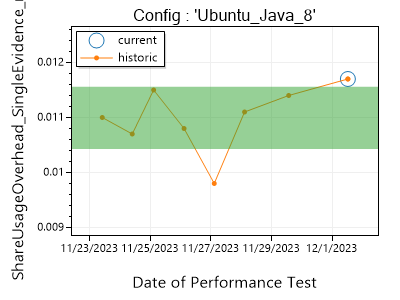 Config : 'Ubuntu_Java_8'
current
historic
0.012
0.011
0.01
0.009
ShareUsageOverhead_SingleEvidence_
11/23/2023 11/25/2023 11/27/2023 11/29/2023 12/1/2023
Date of Performance Test